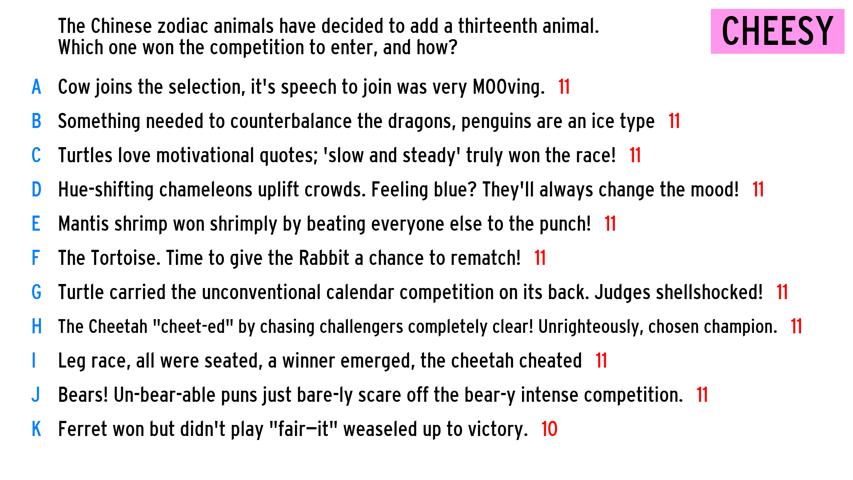 The Chinese zodiac animals have decided to add a thirteenth animal.
Which one won the competition to enter, and how?
CHEESY
A Cow joins the selection, it's speech to join was very MOOving. 11
B Something needed to counterbalance the dragons, penguins are an ice type 11
C Turtles love motivational quotes; 'slow and steady' truly won the race! 11
D Hue-shifting chameleons uplift crowds. Feeling blue? They'll always change the mood! 11
E Mantis shrimp won shrimply by beating everyone else to the punch! 11
F The Tortoise. Time to give the Rabbit a chance to rematch! 11
G Turtle carried the unconventional calendar competition on its back. Judges shellshocked! 11
H The Cheetah "cheet-ed" by chasing challengers completely clear! Unrighteously, chosen champion. 11
I Leg race, all were seated, a winner emerged, the cheetah cheated 11
J Bears! Un-bear-able puns just bare-ly scare off the bear-y intense competition. 11
K Ferret won but didn't play "fair–it" weaseled up to victory. 10